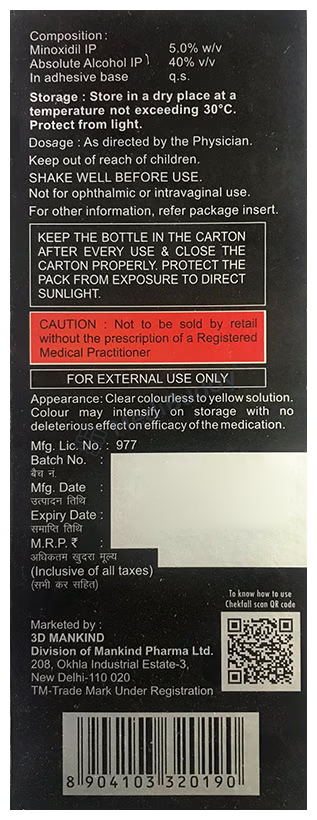 Composition :
Minoxidil IP 5.0% w/v
Absolute Alcohol IP 40% v/v
In adhesive base q.s.
Storage : Store in a dry place at a
temperature not exceeding 30°C.
Protect from light.
Dosage : As directed by the Physician.
Keep out of reach of children.
SHAKE WELL BEFORE USE.
Not for ophthalmic or intravaginal use.
For other information, refer package insert.
KEEP THE BOTTLE IN THE CARTON
AFTER EVERY USE & CLOSE THE
CARTON PROPERLY. PROTECT THE
PACK FROM EXPOSURE TO DIRECT
SUNLIGHT.
CAUTION : Not to be sold by retail
without the prescription of a Registered
Medical Practitioner
FOR EXTERNAL USE ONLY
Appearance: Clear colourless to yellow solution.
Colour may intensify on storage with no
deleterious effect on efficacy of the medication.
Mfg. Lic. No. : 977
Batch No. :
बैच नं.
Mfg. Date :
उत्पादन तिथि
Expiry Date :
समाप्ति तिथि
M.R.P. ₹ :
अधिकतम खुदरा मूल्य
(Inclusive of all taxes)
(सभी कर सहित)
To know how to use
Chekfall scan QR code
Marketed by :
3D MANKIND
Division of Mankind Pharma Ltd.
208, Okhla Industrial Estate-3,
New Delhi-110 020
TM-Trade Mark Under Registration
8 904103 320190